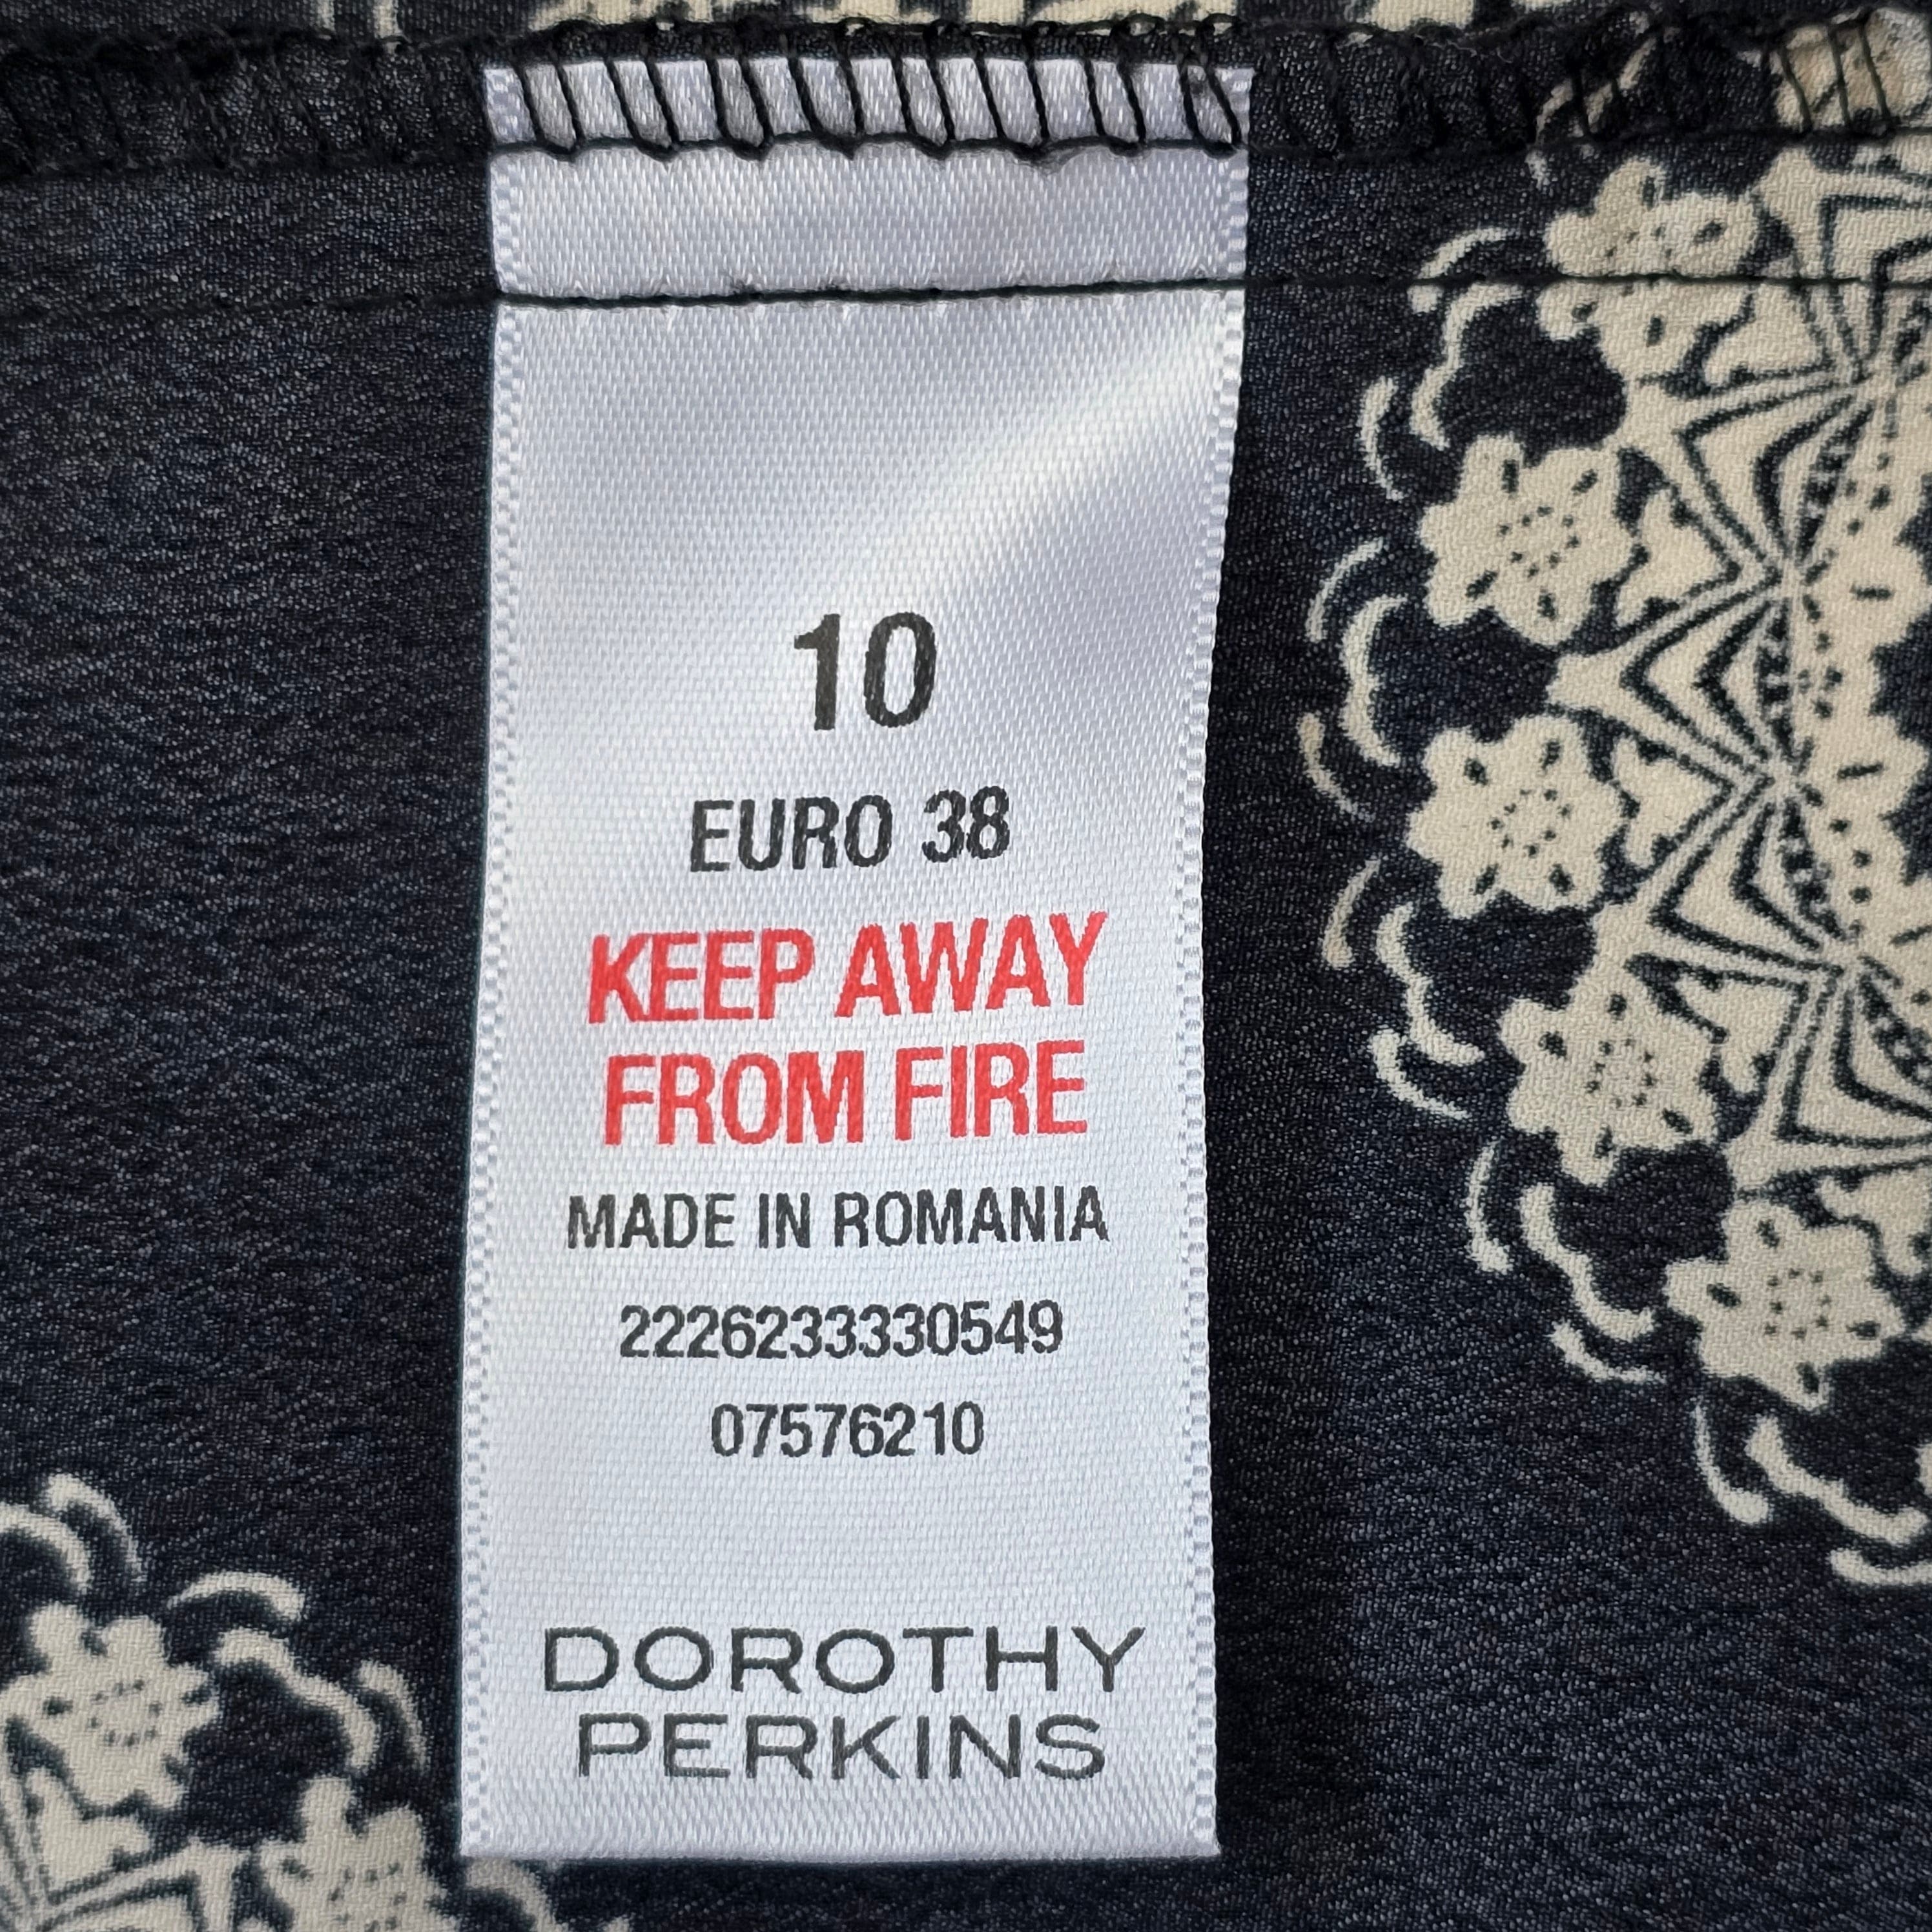 10
EURO 38
KEEP AWAY
FROM FIRE
MADE IN ROMANIA
2226233330549
07576210
DOROTHY
PERKINS